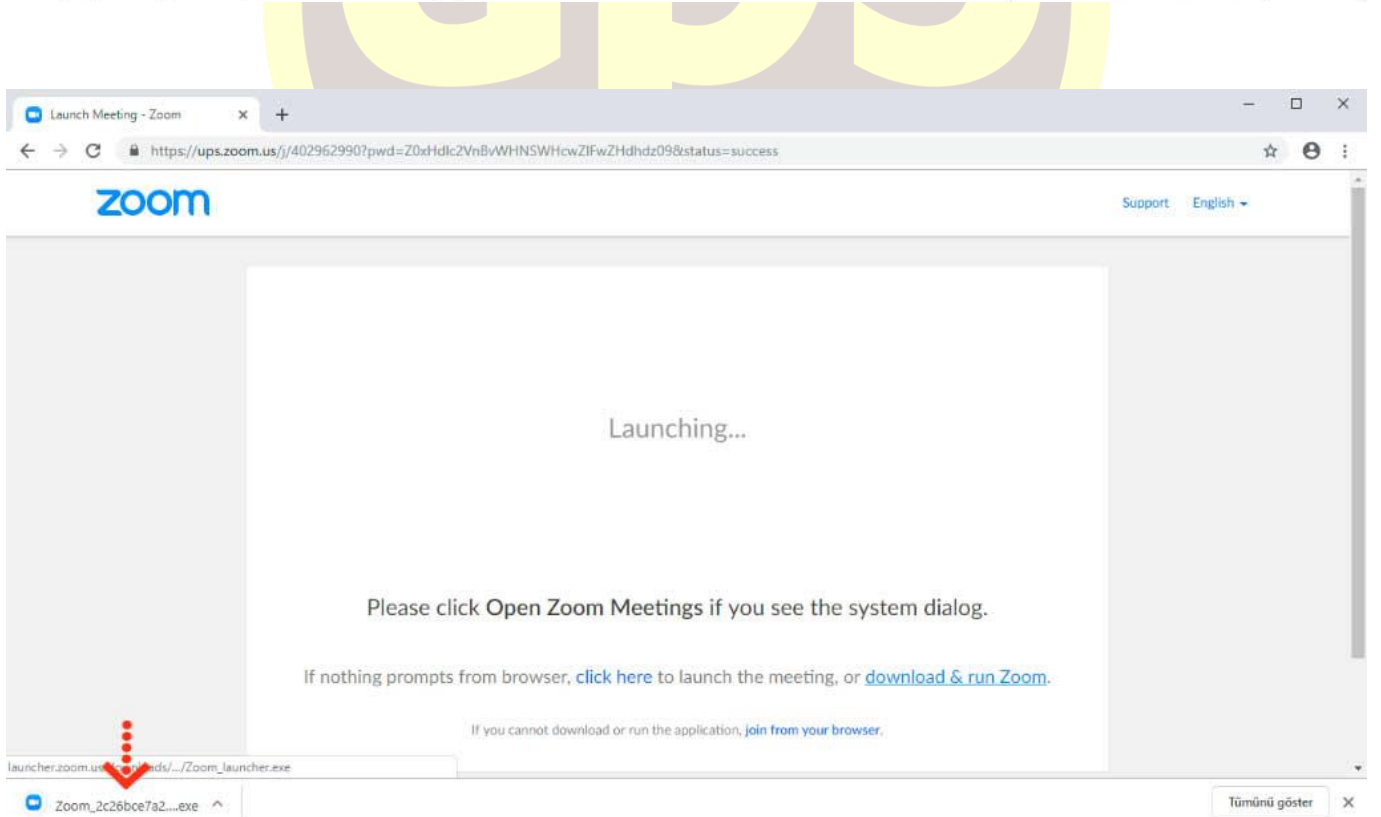 ups
Launch Meeting - Zoom
https://ups.zoom.us/j/402962990?pwd=Z0xHdlc2VnBvWHNSWHcwZlFwZHdhdz09&status=success
zoom
Support English
Launching...
Please click Open Zoom Meetings if you see the system dialog.
If nothing prompts from browser, click here to launch the meeting, or download & run Zoom.
If you cannot download or run the application, join from your browser.
/Zoom_launcher.exe
Zoom_2c26bce7a2....exe
Tümünü göster